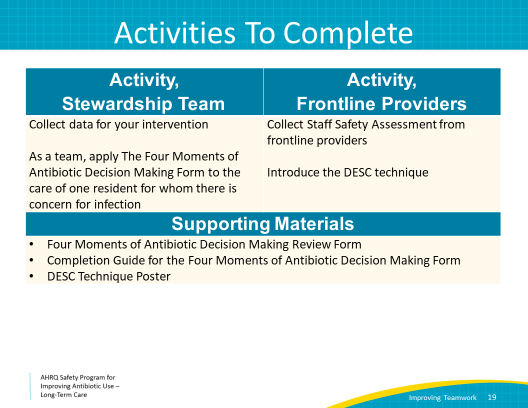 Activities To Complete
Activity,
Stewardship Team
Activity,
Frontline Providers
Collect data for your intervention
As a team, apply The Four Moments of
Antibiotic Decision Making Form to the
care of one resident for whom there is
concern for infection
Collect Staff Safety Assessment from
frontline providers
Introduce the DESC technique
Supporting Materials
• Four Moments of Antibiotic Decision Making Review Form
• Completion Guide for the Four Moments of Antibiotic Decision Making Form
• DESC Technique Poster
AHRQ Safety Program for
Improving Antibiotic Use –
Long-Term Care
Improving Teamwork 19